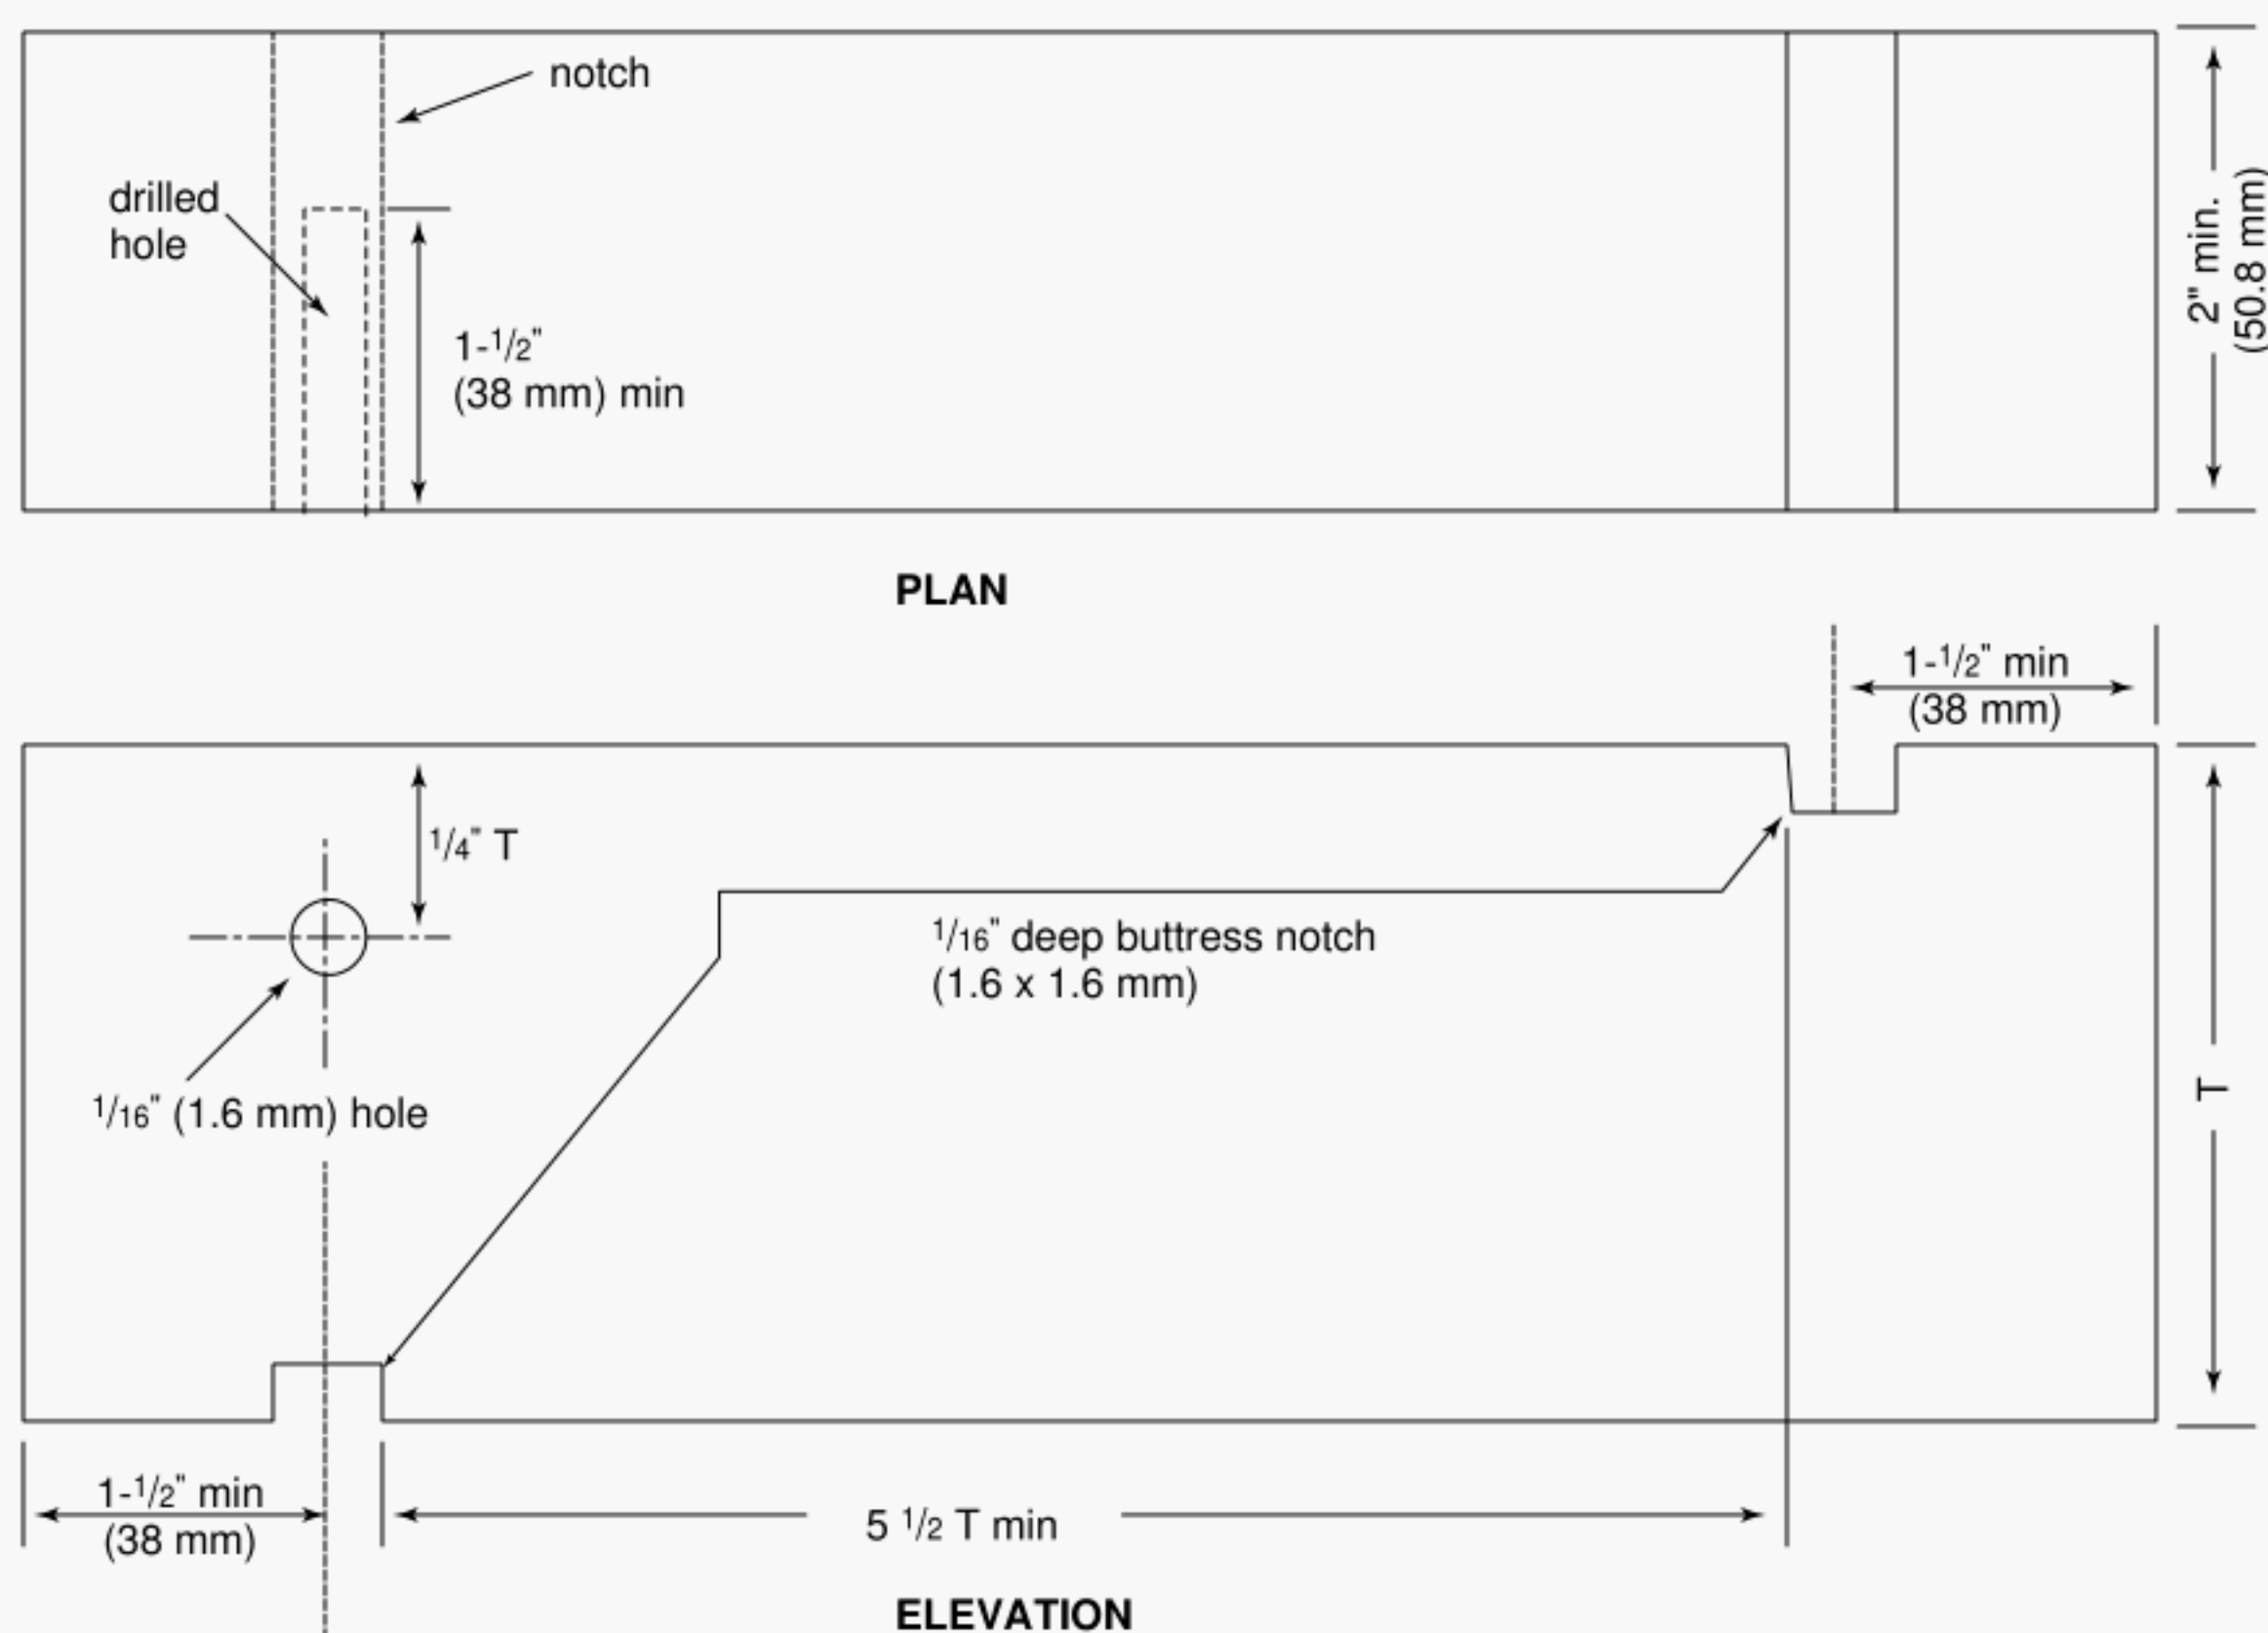 notch
drilled
hole
1-1/2"
(38 mm) min
2" min.
(50.8 mm)
PLAN
1-1/2" min
(38 mm)
1/4" T
1/16" deep buttress notch
(1.6 x 1.6 mm)
1/16" (1.6 mm) hole
T
1-1/2" min
(38 mm)
5 1/2 T min
ELEVATION